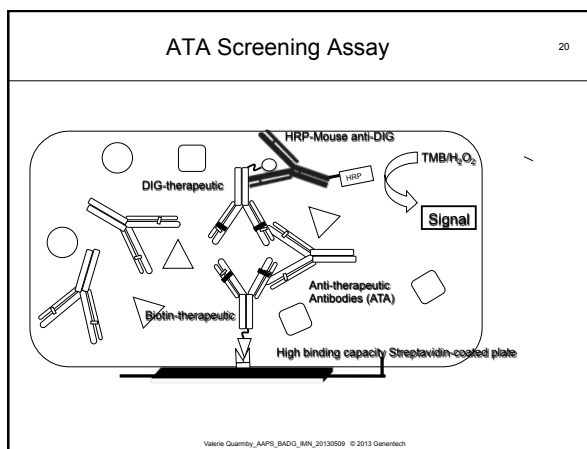 ATA Screening Assay
20
HRP-Mouse anti-DIG
TMB/H₂O₂
HRP
DIG-therapeutic
Signal
Anti-therapeutic
Antibodies (ATA)
Biotin-therapeutic
High binding capacity Streptavidin-coated plate
Valerie Quarmby_AAPS_BADG_IMN_20130509 © 2013 Genentech